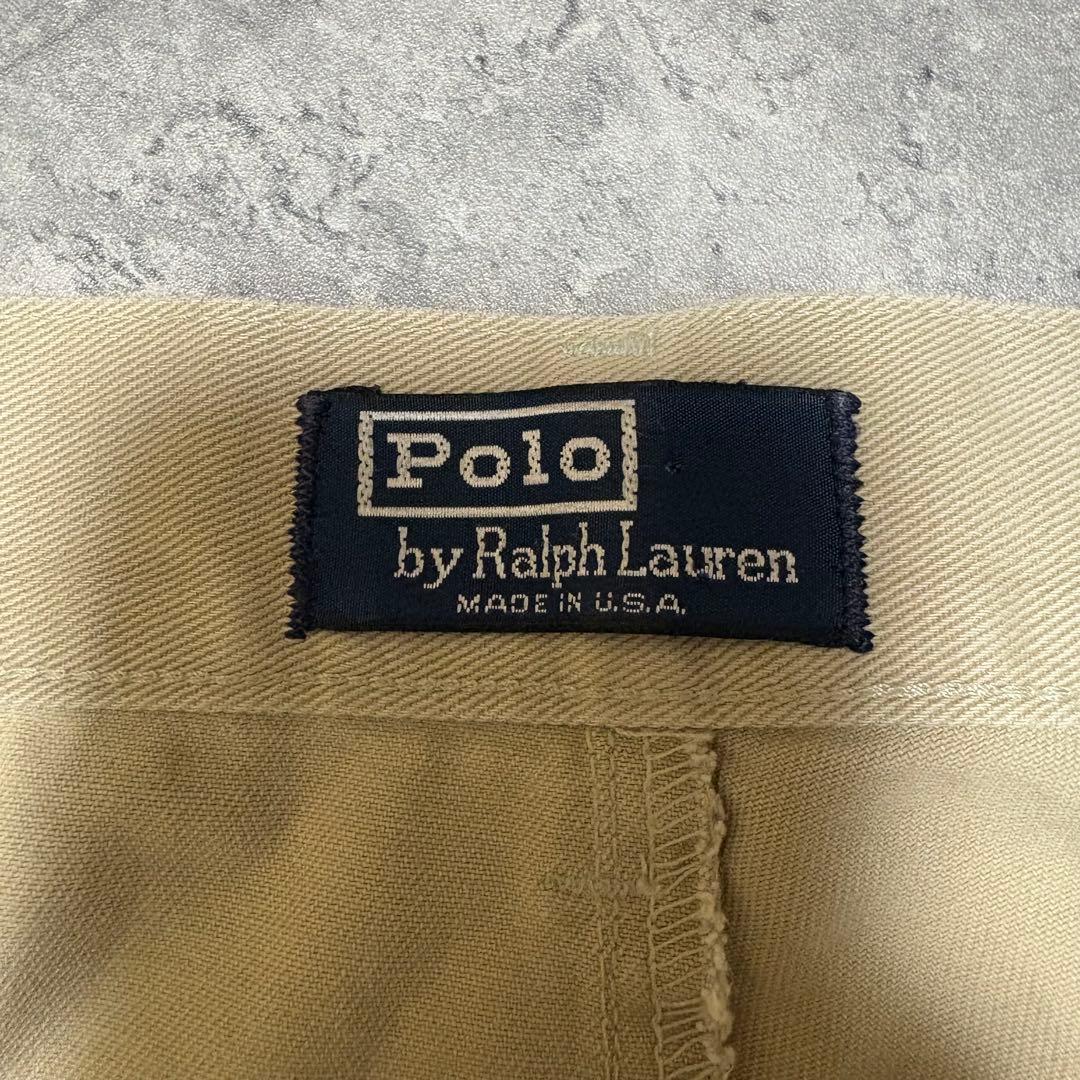 Polo
by Ralph Lauren
MADE IN U.S.A.